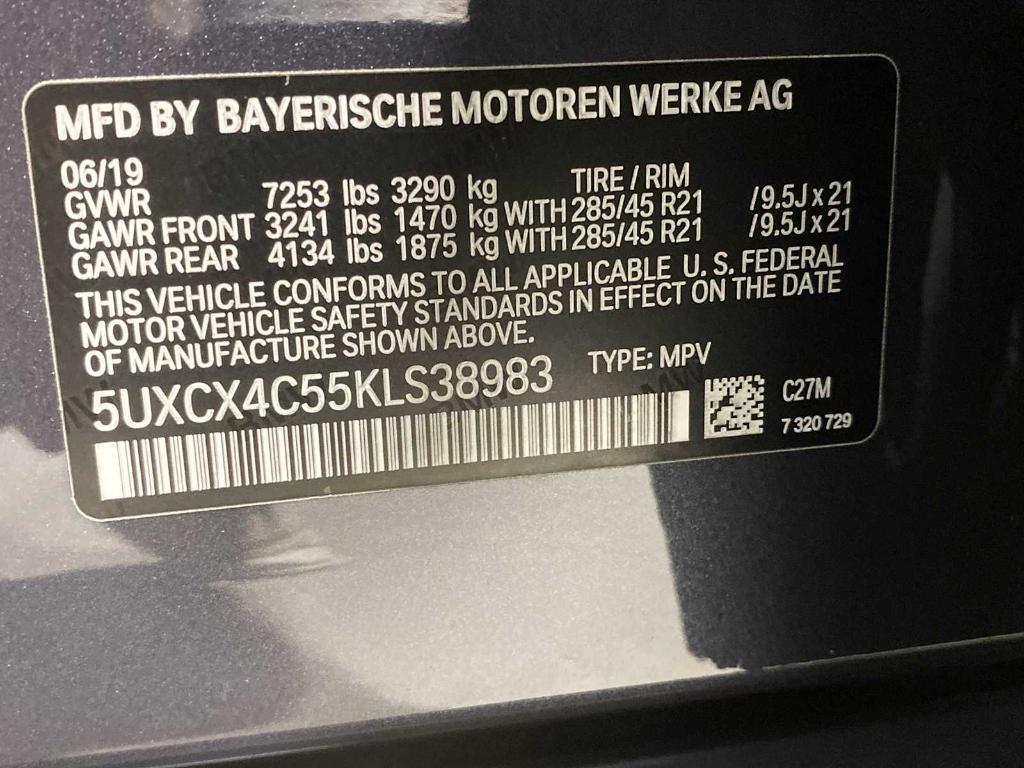 MFD BY BAYERISCHE MOTOREN WERKE AG
06/19 TIRE / RIM
GVWR 7253 lbs 3290 kg
GAWR FRONT 3241 lbs 1470 kg WITH 285/45 R21 /9.5J x 21
GAWR REAR 4134 lbs 1875 kg WITH 285/45 R21 /9.5J x 21
THIS VEHICLE CONFORMS TO ALL APPLICABLE U. S. FEDERAL
MOTOR VEHICLE SAFETY STANDARDS IN EFFECT ON THE DATE
OF MANUFACTURE SHOWN ABOVE.
5UXCX4C55KLS38983 TYPE: MPV
C27M
7 320 729